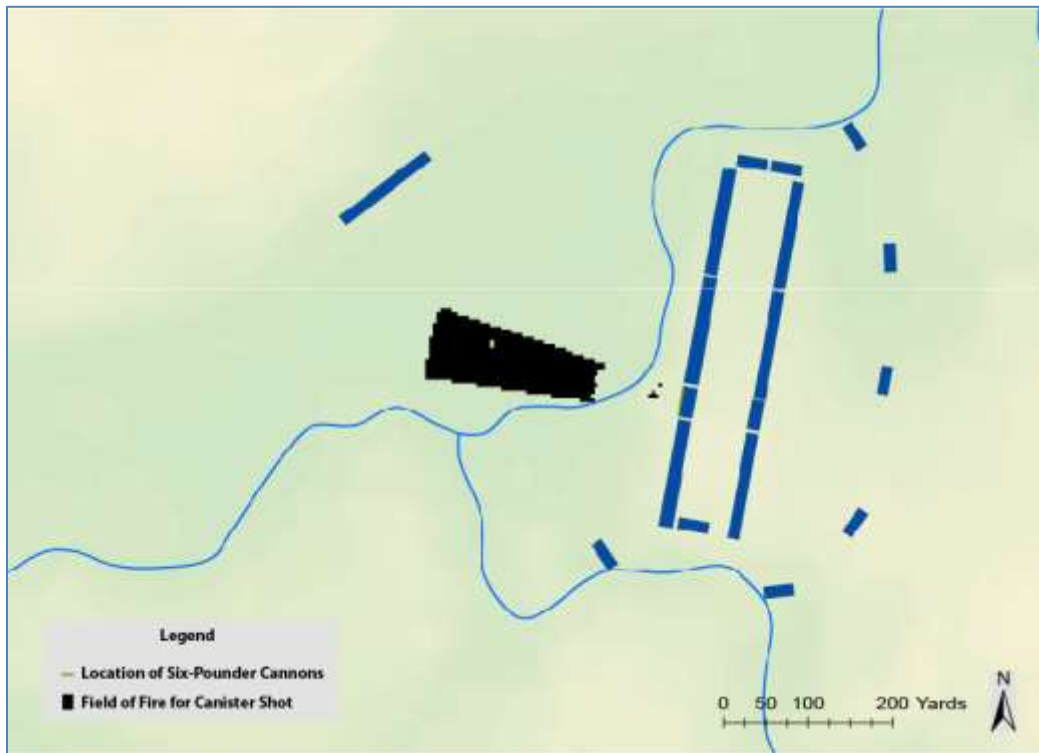 Legend
Location of Six-Pounder Cannons
Field of Fire for Canister Shot
0 50 100 200 Yards
N